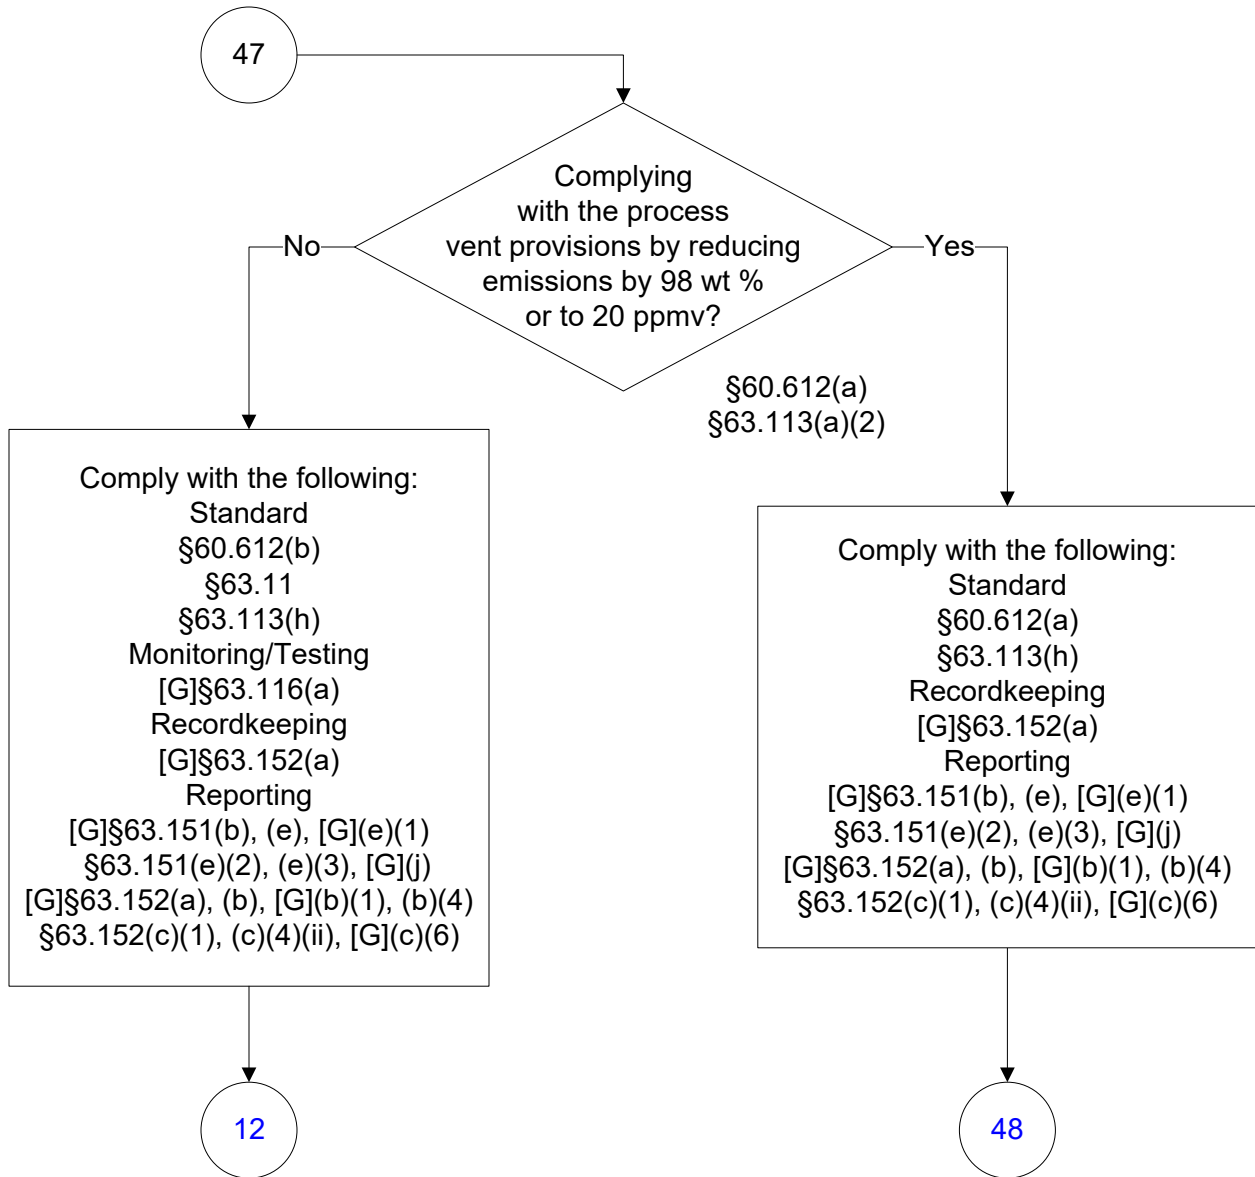 47
Complying
with the process
vent provisions by reducing
emissions by 98 wt %
or to 20 ppmv?
No
Yes
§60.612(a)
§63.113(a)(2)
Comply with the following:
Standard
§60.612(b)
§63.11
§63.113(h)
Monitoring/Testing
[G]§63.116(a)
Recordkeeping
[G]§63.152(a)
Reporting
[G]§63.151(b), (e), [G](e)(1)
§63.151(e)(2), (e)(3), [G](j)
[G]§63.152(a), (b), [G](b)(1), (b)(4)
§63.152(c)(1), (c)(4)(ii), [G](c)(6)
Comply with the following:
Standard
§60.612(a)
§63.113(h)
Recordkeeping
[G]§63.152(a)
Reporting
[G]§63.151(b), (e), [G](e)(1)
§63.151(e)(2), (e)(3), [G](j)
[G]§63.152(a), (b), [G](b)(1), (b)(4)
§63.152(c)(1), (c)(4)(ii), [G](c)(6)
12
48